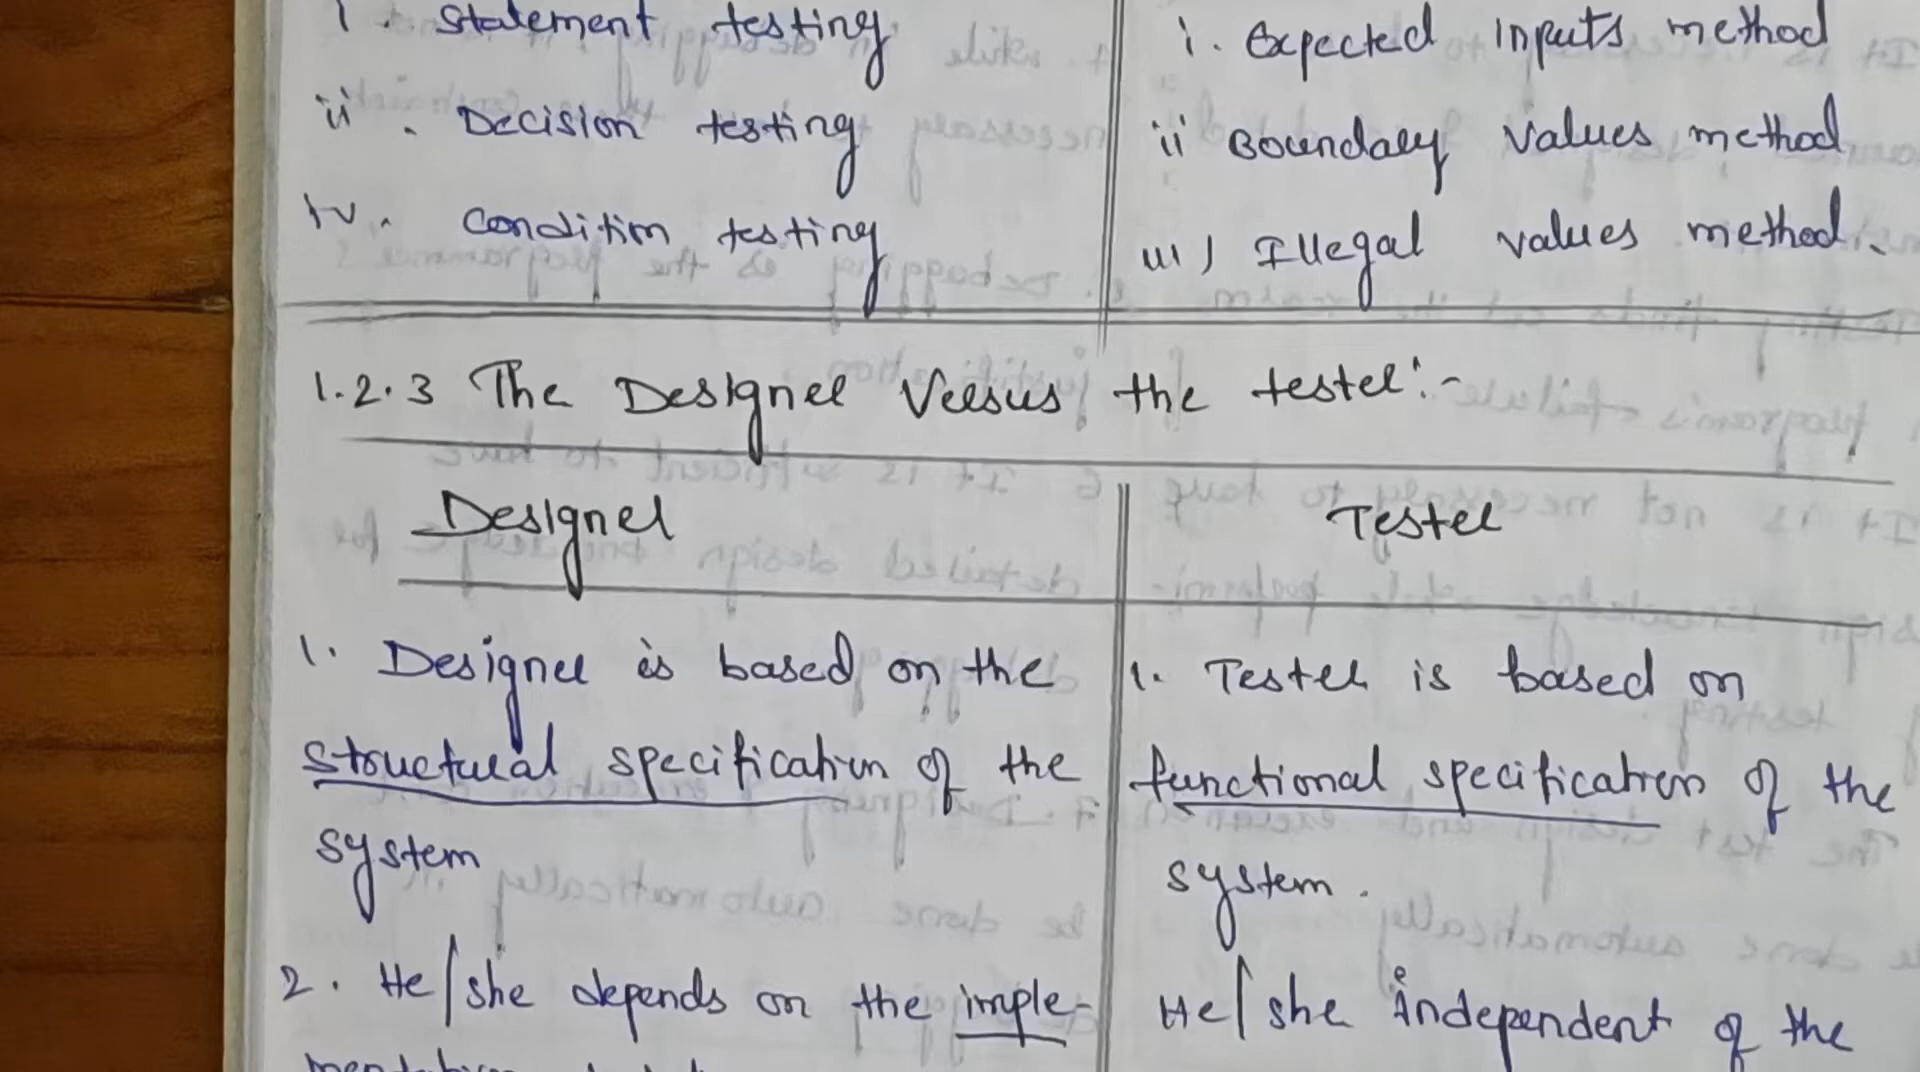 i. Statement testing
ii. Decision testing
iv. Condition testing
i. Expected inputs method
ii Boundary values method
iii) Illegal values method.
1.2.3 The Designer Versus the tester:-
Designer
1. Designer is based on the
structural specification of the
system
2. He/she depends on the imple-
Tester
1. Tester is based on
functional specification of the
system.
He/she independent of the